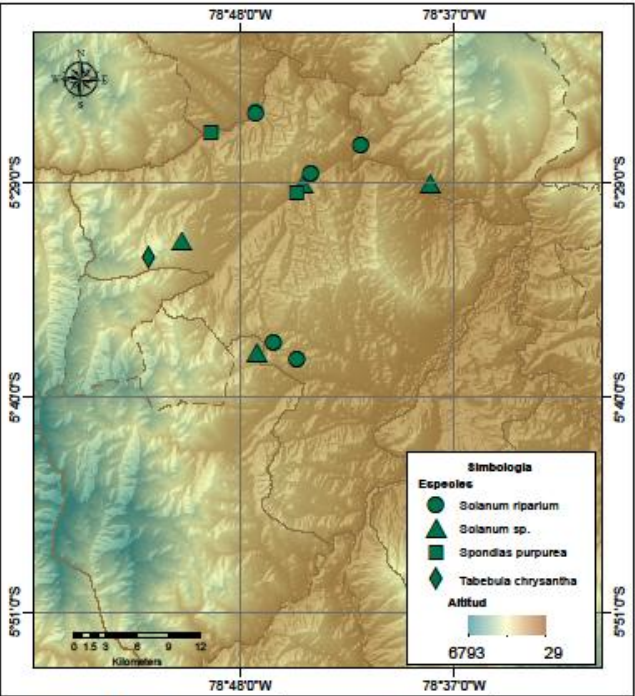 78°48'0"W 78°37'0"W
N
W E
S
5°29'0"S 5°29'0"S
5°40'0"S 5°40'0"S
Simbologia
Especies
Solanum riparium
Solanum sp.
Spondias purpurea
Tabebula chrysantha
Altitud
6793 29
5°51'0"S 5°51'0"S
0 1.5 3 6 9 12
Kilometers
78°48'0"W 78°37'0"W